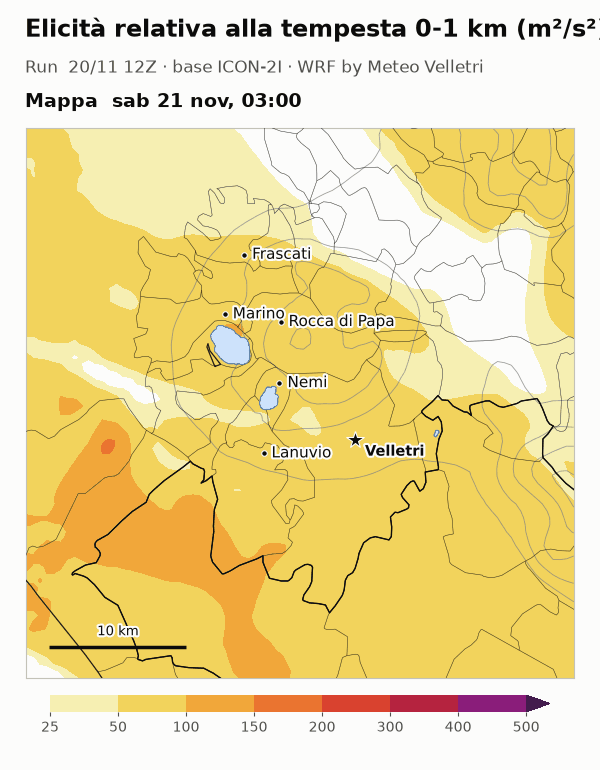 Elicità relativa alla tempesta 0-1 km (m²/s²)
Run 20/11 12Z · base ICON-2I · WRF by Meteo Velletri
Mappa sab 21 nov, 03:00
Frascati
Marino
Rocca di Papa
Nemi
Velletri
Lanuvio
10 km
25 50 100 150 200 300 400 500